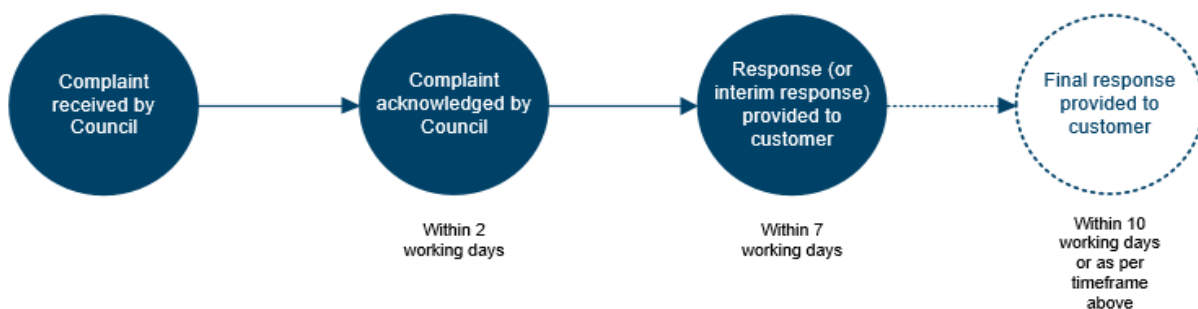 Complaint
received by
Council
Complaint
acknowledged by
Council
Response (or
interim response)
provided to
customer
Final response
provided to
customer
Within 2
working days
Within 7
working days
Within 10
working days
or as per
timeframe
above